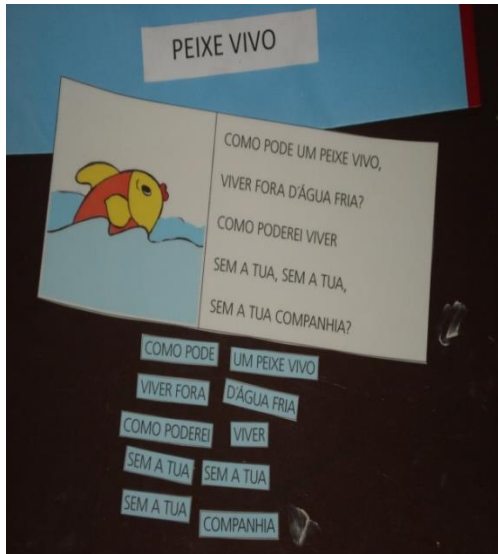 PEIXE VIVO
COMO PODE UM PEIXE VIVO,
VIVER FORA D'ÁGUA FRIA?
COMO PODEREI VIVER
SEM A TUA, SEM A TUA,
SEM A TUA COMPANHIA?
COMO PODE UM PEIXE VIVO
VIVER FORA D'ÁGUA FRIA
COMO PODEREI VIVER
SEM A TUA SEM A TUA
SEM A TUA COMPANHIA